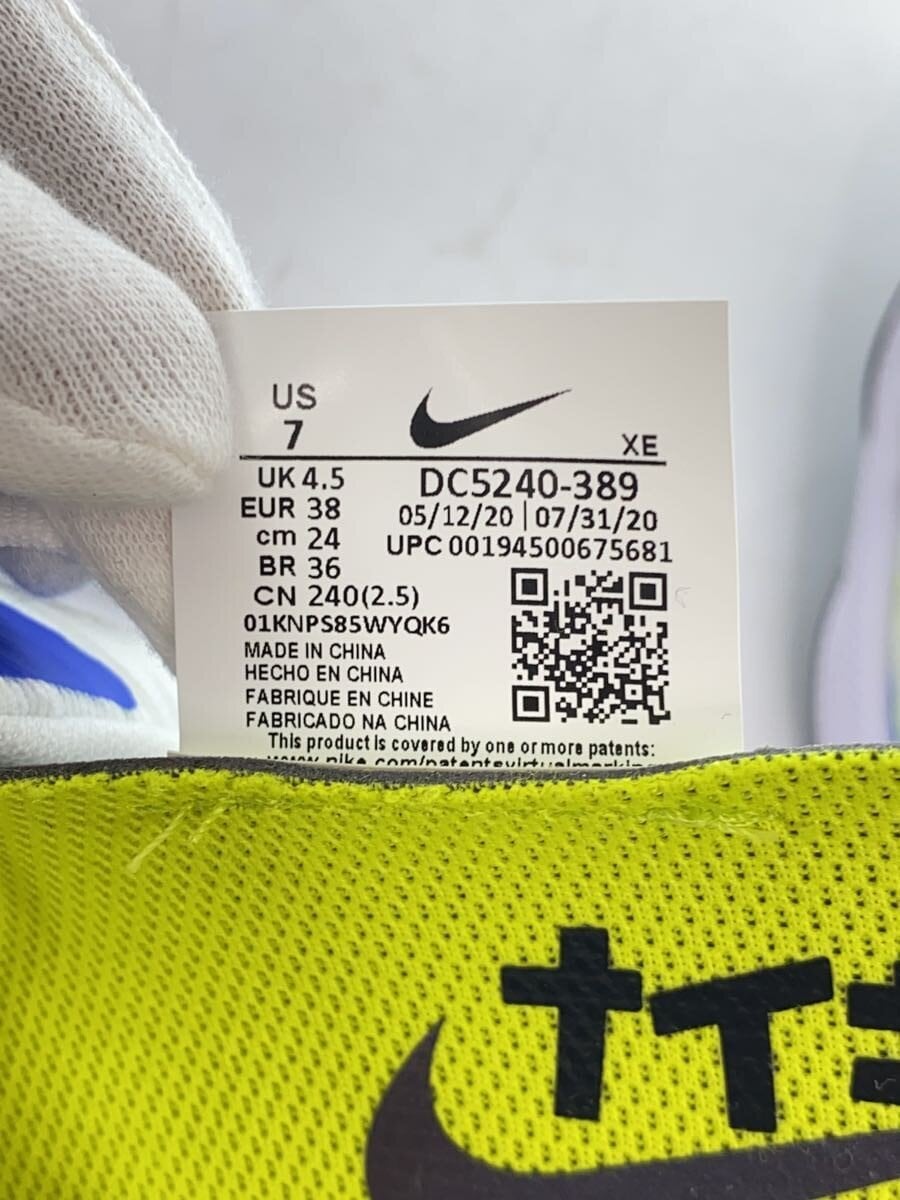 US
7
XE
UK 4.5
EUR 38
cm 24
BR 36
CN 240(2.5)
DC5240-389
05/12/20 | 07/31/20
UPC 00194500675681
01KNPS85WYQK6
MADE IN CHINA
HECHO EN CHINA
FABRIQUE EN CHINE
FABRICADO NA CHINA
This product is covered by one or more patents:
ナイ